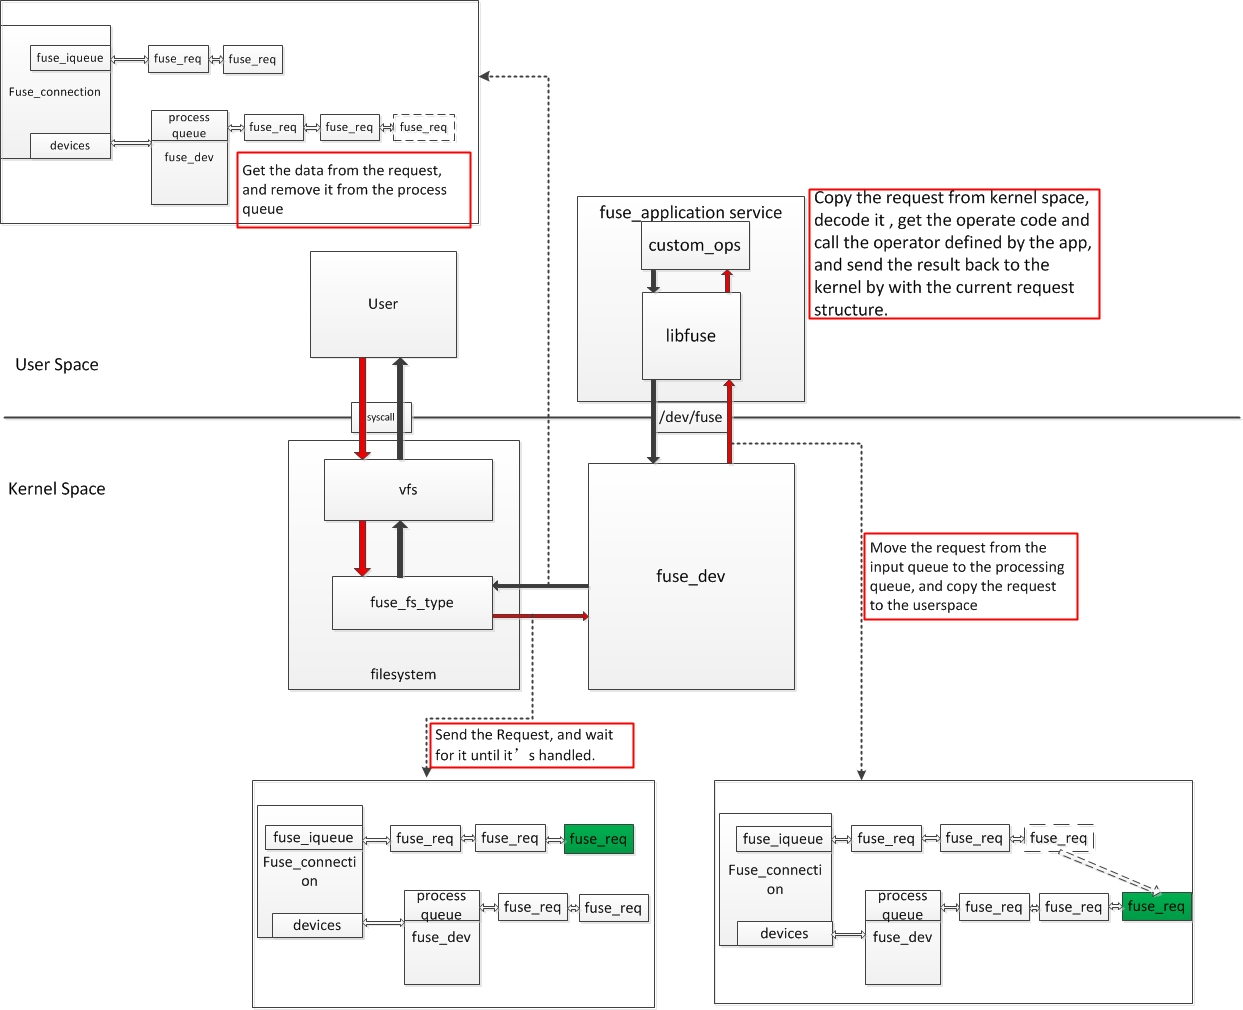 fuse_iqueue
fuse_req
fuse_req
Fuse_connection
process
queue
fuse_req
fuse_req
fuse_req
devices
fuse_dev
Get the data from the request,
and remove it from the process
queue
fuse_application service
custom_ops
libfuse
Copy the request from kernel space,
decode it , get the operate code and
call the operator defined by the app,
and send the result back to the
kernel by with the current request
structure.
User
User Space
syscall
/dev/fuse
Kernel Space
vfs
fuse_fs_type
filesystem
fuse_dev
Move the request from the
input queue to the processing
queue, and copy the request
to the userspace
Send the Request, and wait
for it until it’s handled.
fuse_iqueue
fuse_req
fuse_req
fuse_req
Fuse_connecti
on
process
queue
fuse_req
fuse_req
devices
fuse_dev
fuse_iqueue
fuse_req
fuse_req
fuse_req
Fuse_connecti
on
process
queue
fuse_req
fuse_req
fuse_req
devices
fuse_dev